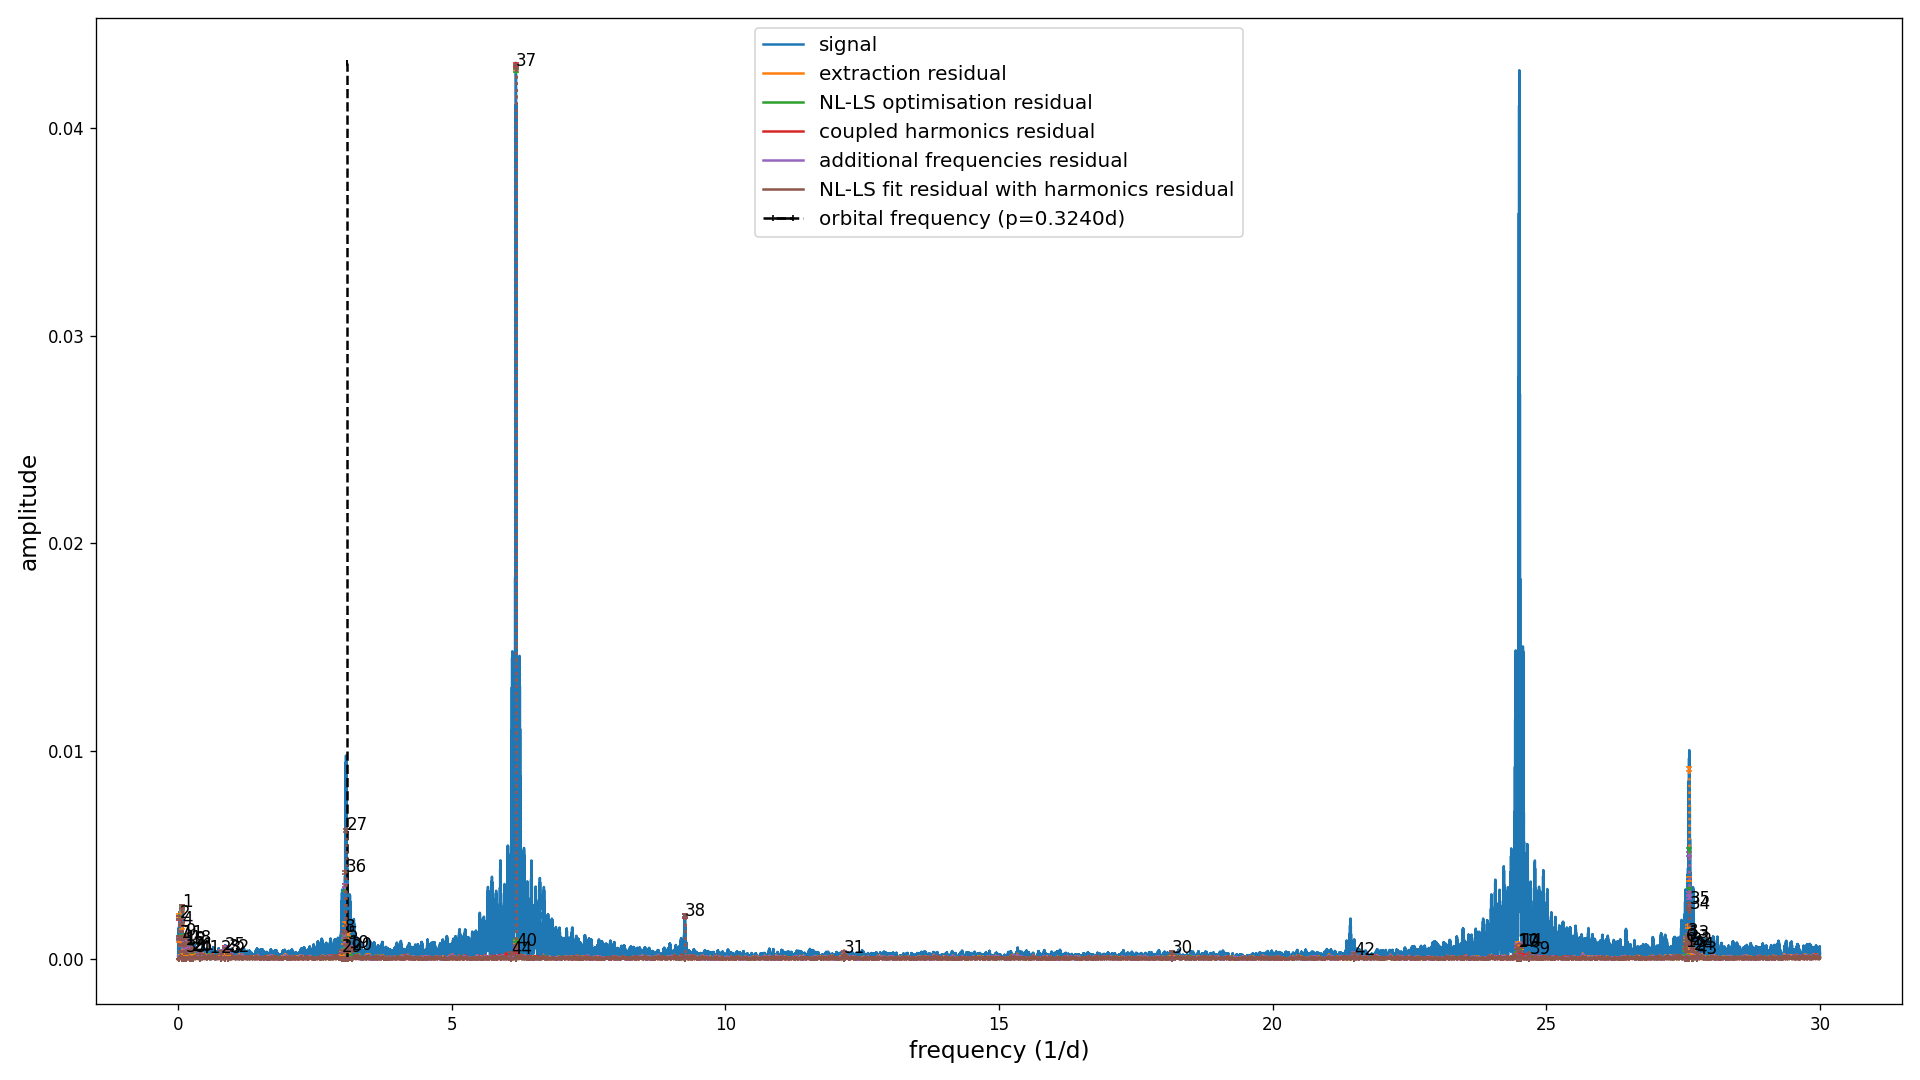 signal
extraction residual
NL-LS optimisation residual
coupled harmonics residual
additional frequencies residual
NL-LS fit residual with harmonics residual
orbital frequency (p=0.3240d)
amplitude
0.04
0.03
0.02
0.01
0.00
37
27
36
1
38
40
44
31
30
42
39
35
34
0
5
10
15
20
25
30
frequency (1/d)